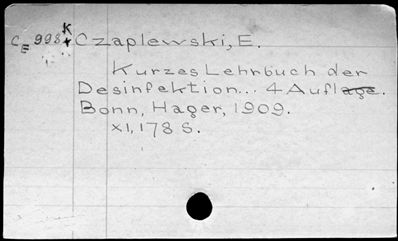 K
CE 998 + Czaplewski, E.
Kurzes Lehrbuch der
Desinfektion... 4 Auflage.
Bonn, Hager, 1909.
XI, 178 S.